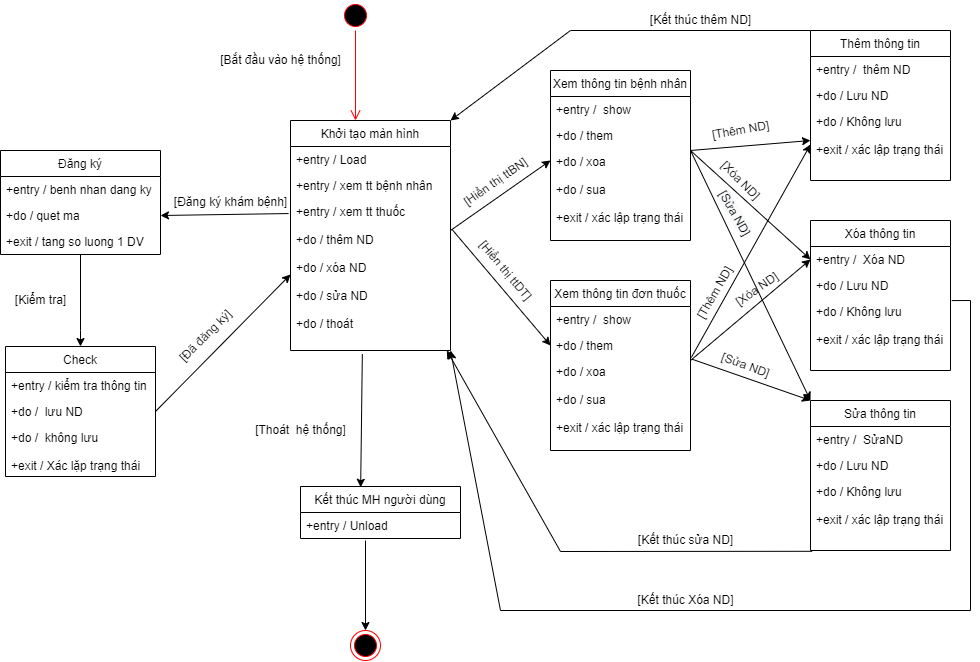 [Kết thúc thêm ND]
[Bắt đầu vào hệ thống]
Thêm thông tin
+entry /  thêm ND
+do / Lưu ND
+do / Không lưu
+exit / xác lập trạng thái
Xem thông tin bệnh nhân
+entry /  show
+do / them
+do / xoa
+do / sua
+exit / xác lập trạng thái
[Thêm ND]
[Xóa ND]
[Sửa ND]
Khởi tạo màn hình
+entry / Load
+entry / xem tt bệnh nhân
+entry / xem tt thuốc
+do / thêm ND
+do / xóa ND
+do / sửa ND
+do / thoát
Đăng ký
+entry / benh nhan dang ky
+do / quet ma
+exit / tang so luong 1 DV
[Đăng ký khám bệnh]
[Hiển thị ttBN]
[Hiển thị ttDT]
Xóa thông tin
+entry /  Xóa ND
+do / Lưu ND
+do / Không lưu
+exit / xác lập trạng thái
[Kiểm tra]
[Đã đăng ký]
Xem thông tin đơn thuốc
+entry /  show
+do / them
+do / xoa
+do / sua
+exit / xác lập trạng thái
[Thêm ND]
[Xóa ND]
[Sửa ND]
Check
+entry / kiểm tra thông tin
+do /  lưu ND
+do /  không lưu
+exit / Xác lặp trạng thái
Sửa thông tin
+entry /  SửaND
+do / Lưu ND
+do / Không lưu
+exit / xác lập trạng thái
[Thoát  hệ thống]
Kết thúc MH người dùng
+entry / Unload
[Kết thúc sửa ND]
[Kết thúc Xóa ND]